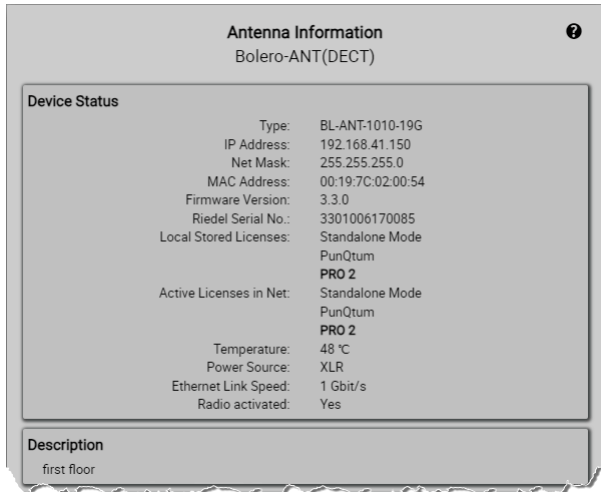 Antenna Information
Bolero-ANT(DECT)
Device Status
Type: BL-ANT-1010-19G
IP Address: 192.168.41.150
Net Mask: 255.255.255.0
MAC Address: 00:19:7C:02:00:54
Firmware Version: 3.3.0
Riedel Serial No.: 3301006170085
Local Stored Licenses: Standalone Mode
PunQtum
PRO 2
Active Licenses in Net: Standalone Mode
PunQtum
PRO 2
Temperature: 48 °C
Power Source: XLR
Ethernet Link Speed: 1 Gbit/s
Radio activated: Yes
Description
first floor